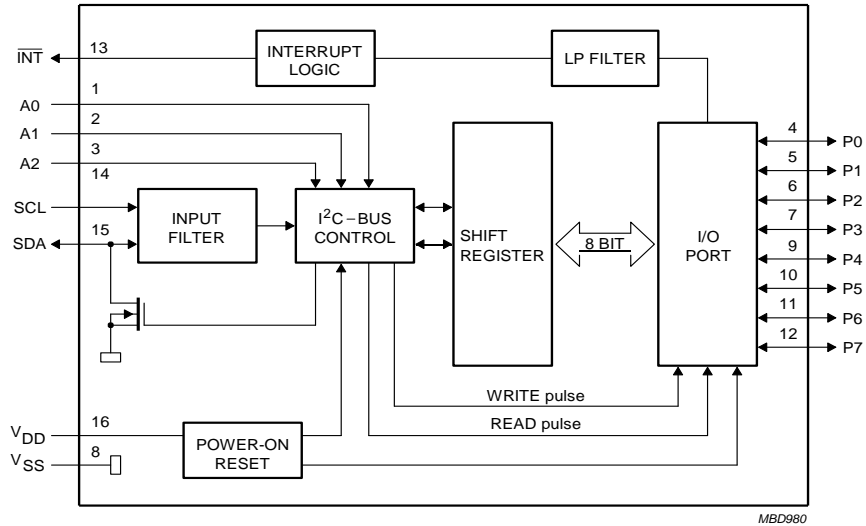 INT
13
INTERRUPT
LOGIC
LP FILTER
A0
1
A1
2
A2
3
14
SCL
SDA
15
INPUT
FILTER
I²C–BUS
CONTROL
SHIFT
REGISTER
8 BIT
I/O
PORT
4
P0
5
P1
6
P2
7
P3
9
P4
10
P5
11
P6
12
P7
WRITE pulse
READ pulse
VDD
16
VSS
8
POWER-ON
RESET
MBD980